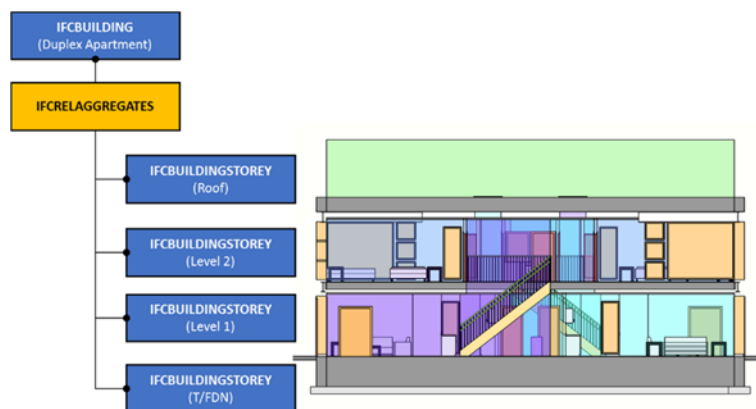 IFCBUILDING
(Duplex Apartment)
IFCRELAGGREGATES
IFCBUILDINGSTOREY
(Roof)
IFCBUILDINGSTOREY
(Level 2)
IFCBUILDINGSTOREY
(Level 1)
IFCBUILDINGSTOREY
(T/FDN)